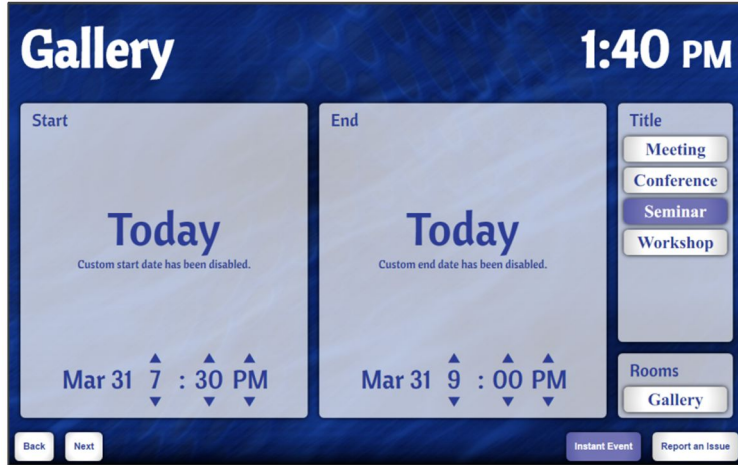 Gallery
1:40 PM
Start
Today
Custom start date has been disabled.
Mar 31 7 : 30 PM
End
Today
Custom end date has been disabled.
Mar 31 9 : 00 PM
Title
Meeting
Conference
Seminar
Workshop
Rooms
Gallery
Back
Next
Instant Event
Report an Issue